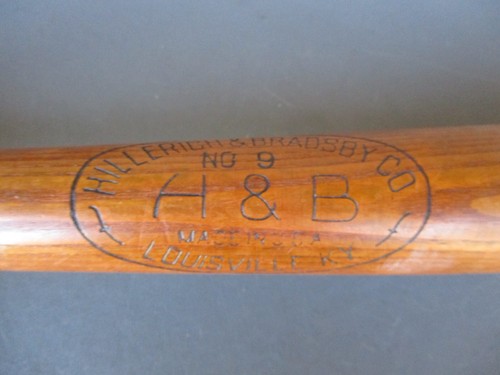 HILLERICH & BRADSBY CO
NO 9
H & B
MADE IN U.S.A.
LOUISVILLE KY